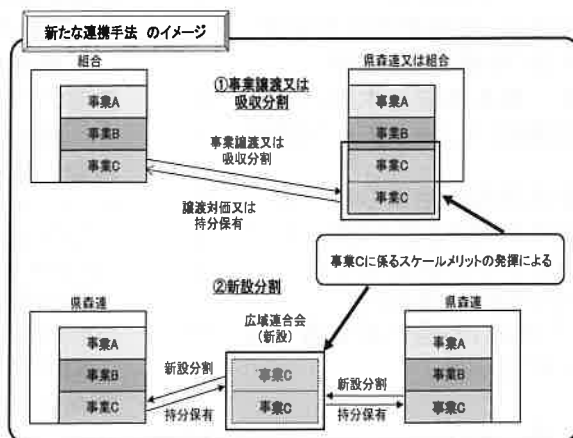 新たな連携手法 のイメージ
組合
事業A
事業B
事業C
①事業譲渡又は
吸収分割
事業譲渡又は
吸収分割
譲渡対価又は
持分保有
県森連又は組合
事業A
事業B
事業C
事業C
事業Cに係るスケールメリットの発揮による
②新設分割
県森連
事業A
事業B
事業C
新設分割
持分保有
広域連合会
(新設)
事業C
事業C
新設分割
持分保有
県森連
事業A
事業B
事業C